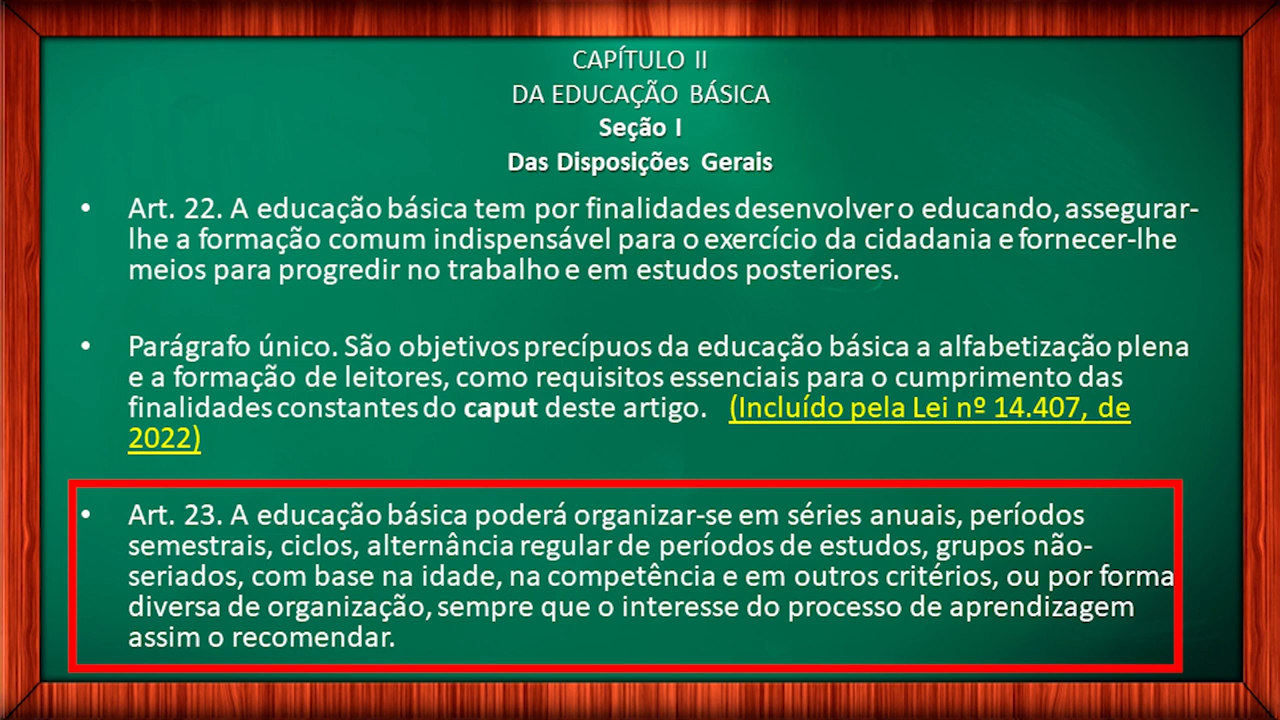 CAPÍTULO II
DA EDUCAÇÃO BÁSICA
Seção I
Das Disposições Gerais
• Art. 22. A educação básica tem por finalidades desenvolver o educando, assegurar-
lhe a formação comum indispensável para o exercício da cidadania e fornecer-lhe
meios para progredir no trabalho e em estudos posteriores.
• Parágrafo único. São objetivos precípuos da educação básica a alfabetização plena
e a formação de leitores, como requisitos essenciais para o cumprimento das
finalidades constantes do caput deste artigo. (Incluído pela Lei nº 14.407, de
2022)
• Art. 23. A educação básica poderá organizar-se em séries anuais, períodos
semestrais, ciclos, alternância regular de períodos de estudos, grupos não-
seriados, com base na idade, na competência e em outros critérios, ou por forma
diversa de organização, sempre que o interesse do processo de aprendizagem
assim o recomendar.